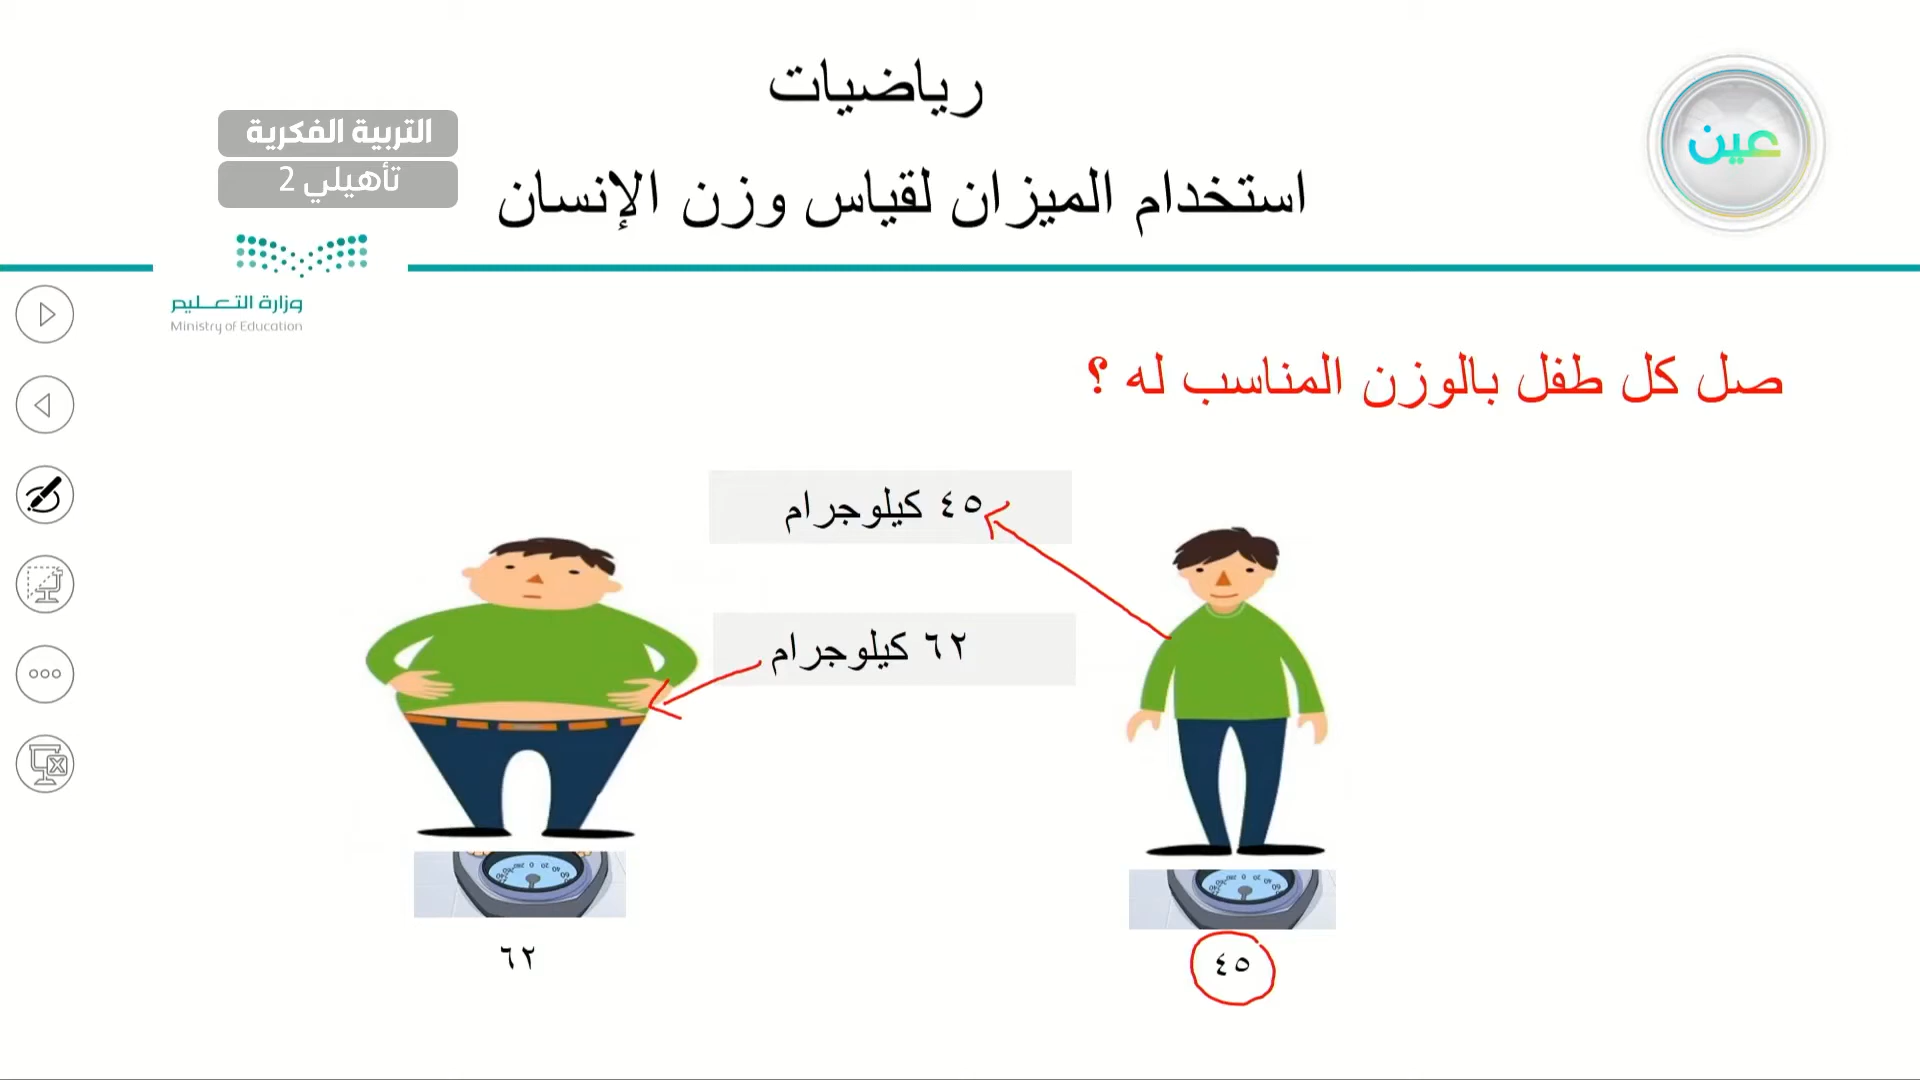 رياضيات
عين
التربية الفكرية
تأهيلي 2
استخدام الميزان لقياس وزن الإنسان
وزارة التعليم
Ministry of Education
صل كل طفل بالوزن المناسب له ؟
٤٥ كيلوجرام
٦٢ كيلوجرام
٤٥
٦٢